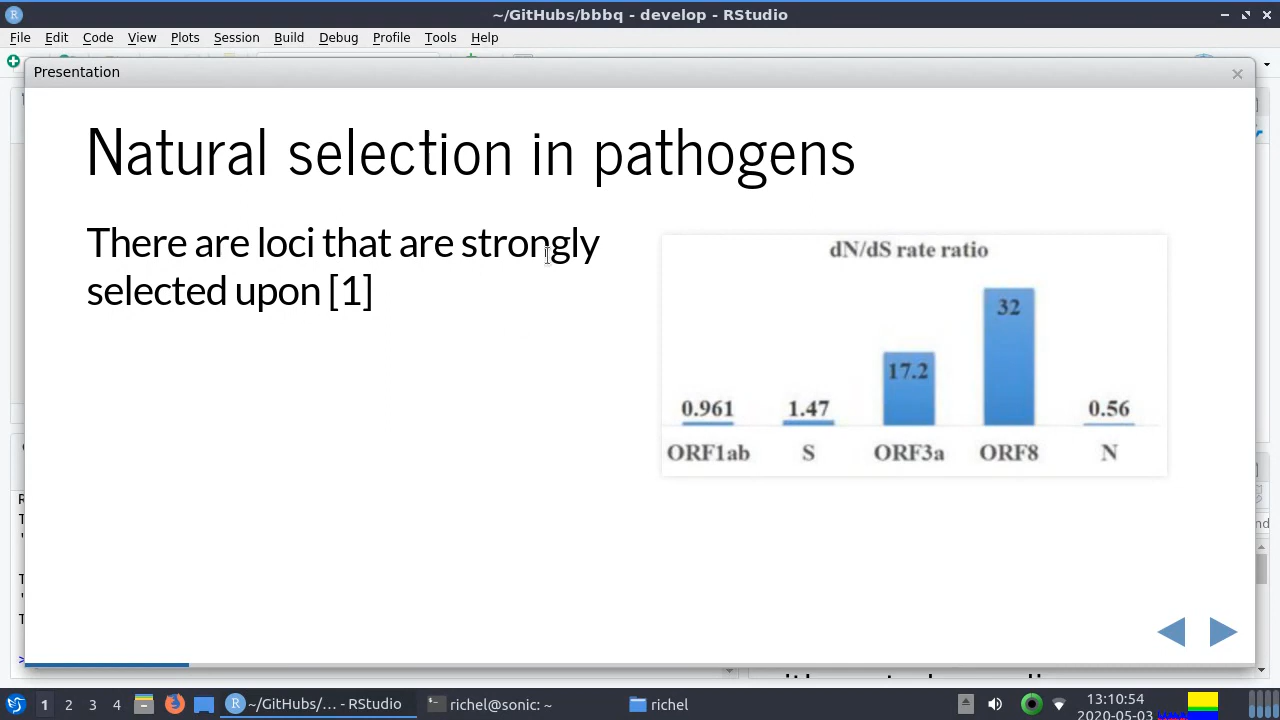 ~/GitHubs/bbbq - develop - RStudio
File Edit Code View Plots Session Build Debug Profile Tools Help
Presentation
Natural selection in pathogens
There are loci that are strongly
selected upon [1]
dN/dS rate ratio
32
17.2
0.961 1.47 0.56
ORF1ab S ORF3a ORF8 N
1 2 3 4 ~/GitHubs/... - RStudio richel@sonic: ~ richel 13:10:54
2020-05-03